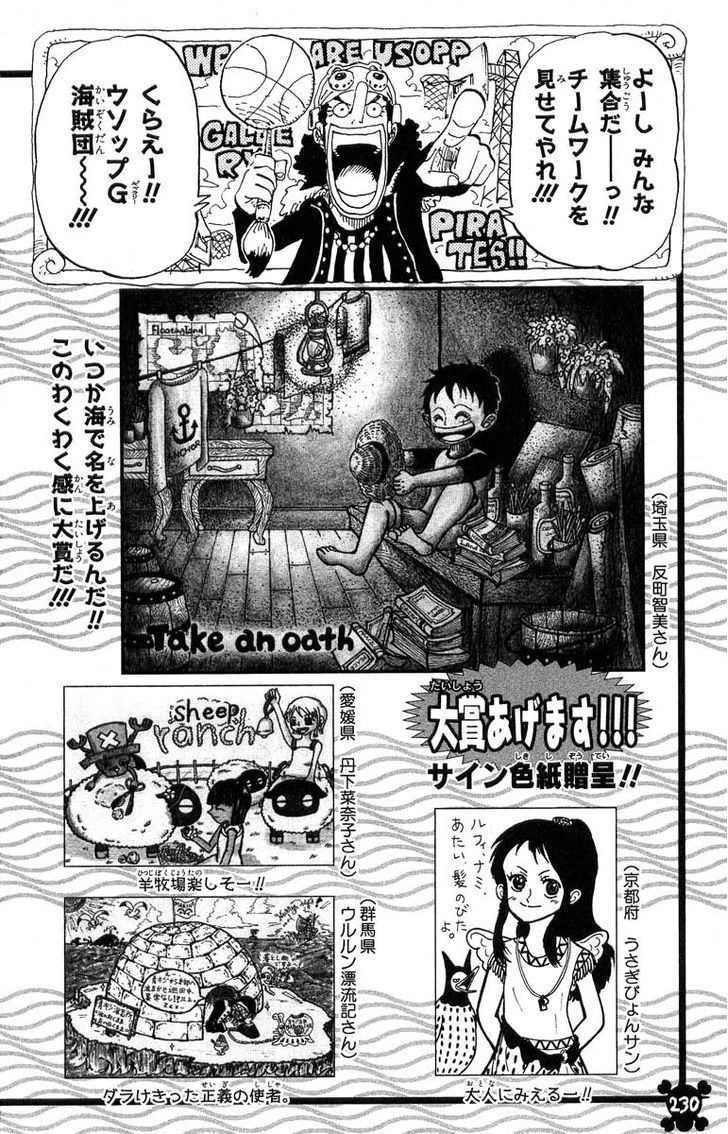 WE ARE USOPP
GALLERY
PIRATES!!
よーし みんな
集合だ――っ!!
チームワークを
見せてやれ!!!
くらえー!!
ウソップG
海賊団〜〜!!!
Floatingland
ANCHOR
Take an oath
(埼玉県 反町智美さん)
いつか海で名を上げるんだ!!
このわくわく感に大賞だ!!!
大賞あげます!!!
サイン色紙贈呈!!
Sheep
ranch
(愛媛県 丹下菜奈子さん)
羊牧場楽しそー!!
(群馬県
ウルルン漂流記さん)
ダラけきった正義の使者。
ルフィ、ナミ、
あたい、髪のびた
よ。
(京都府 うさぎぴょんサン)
大人にみえるー!!
230